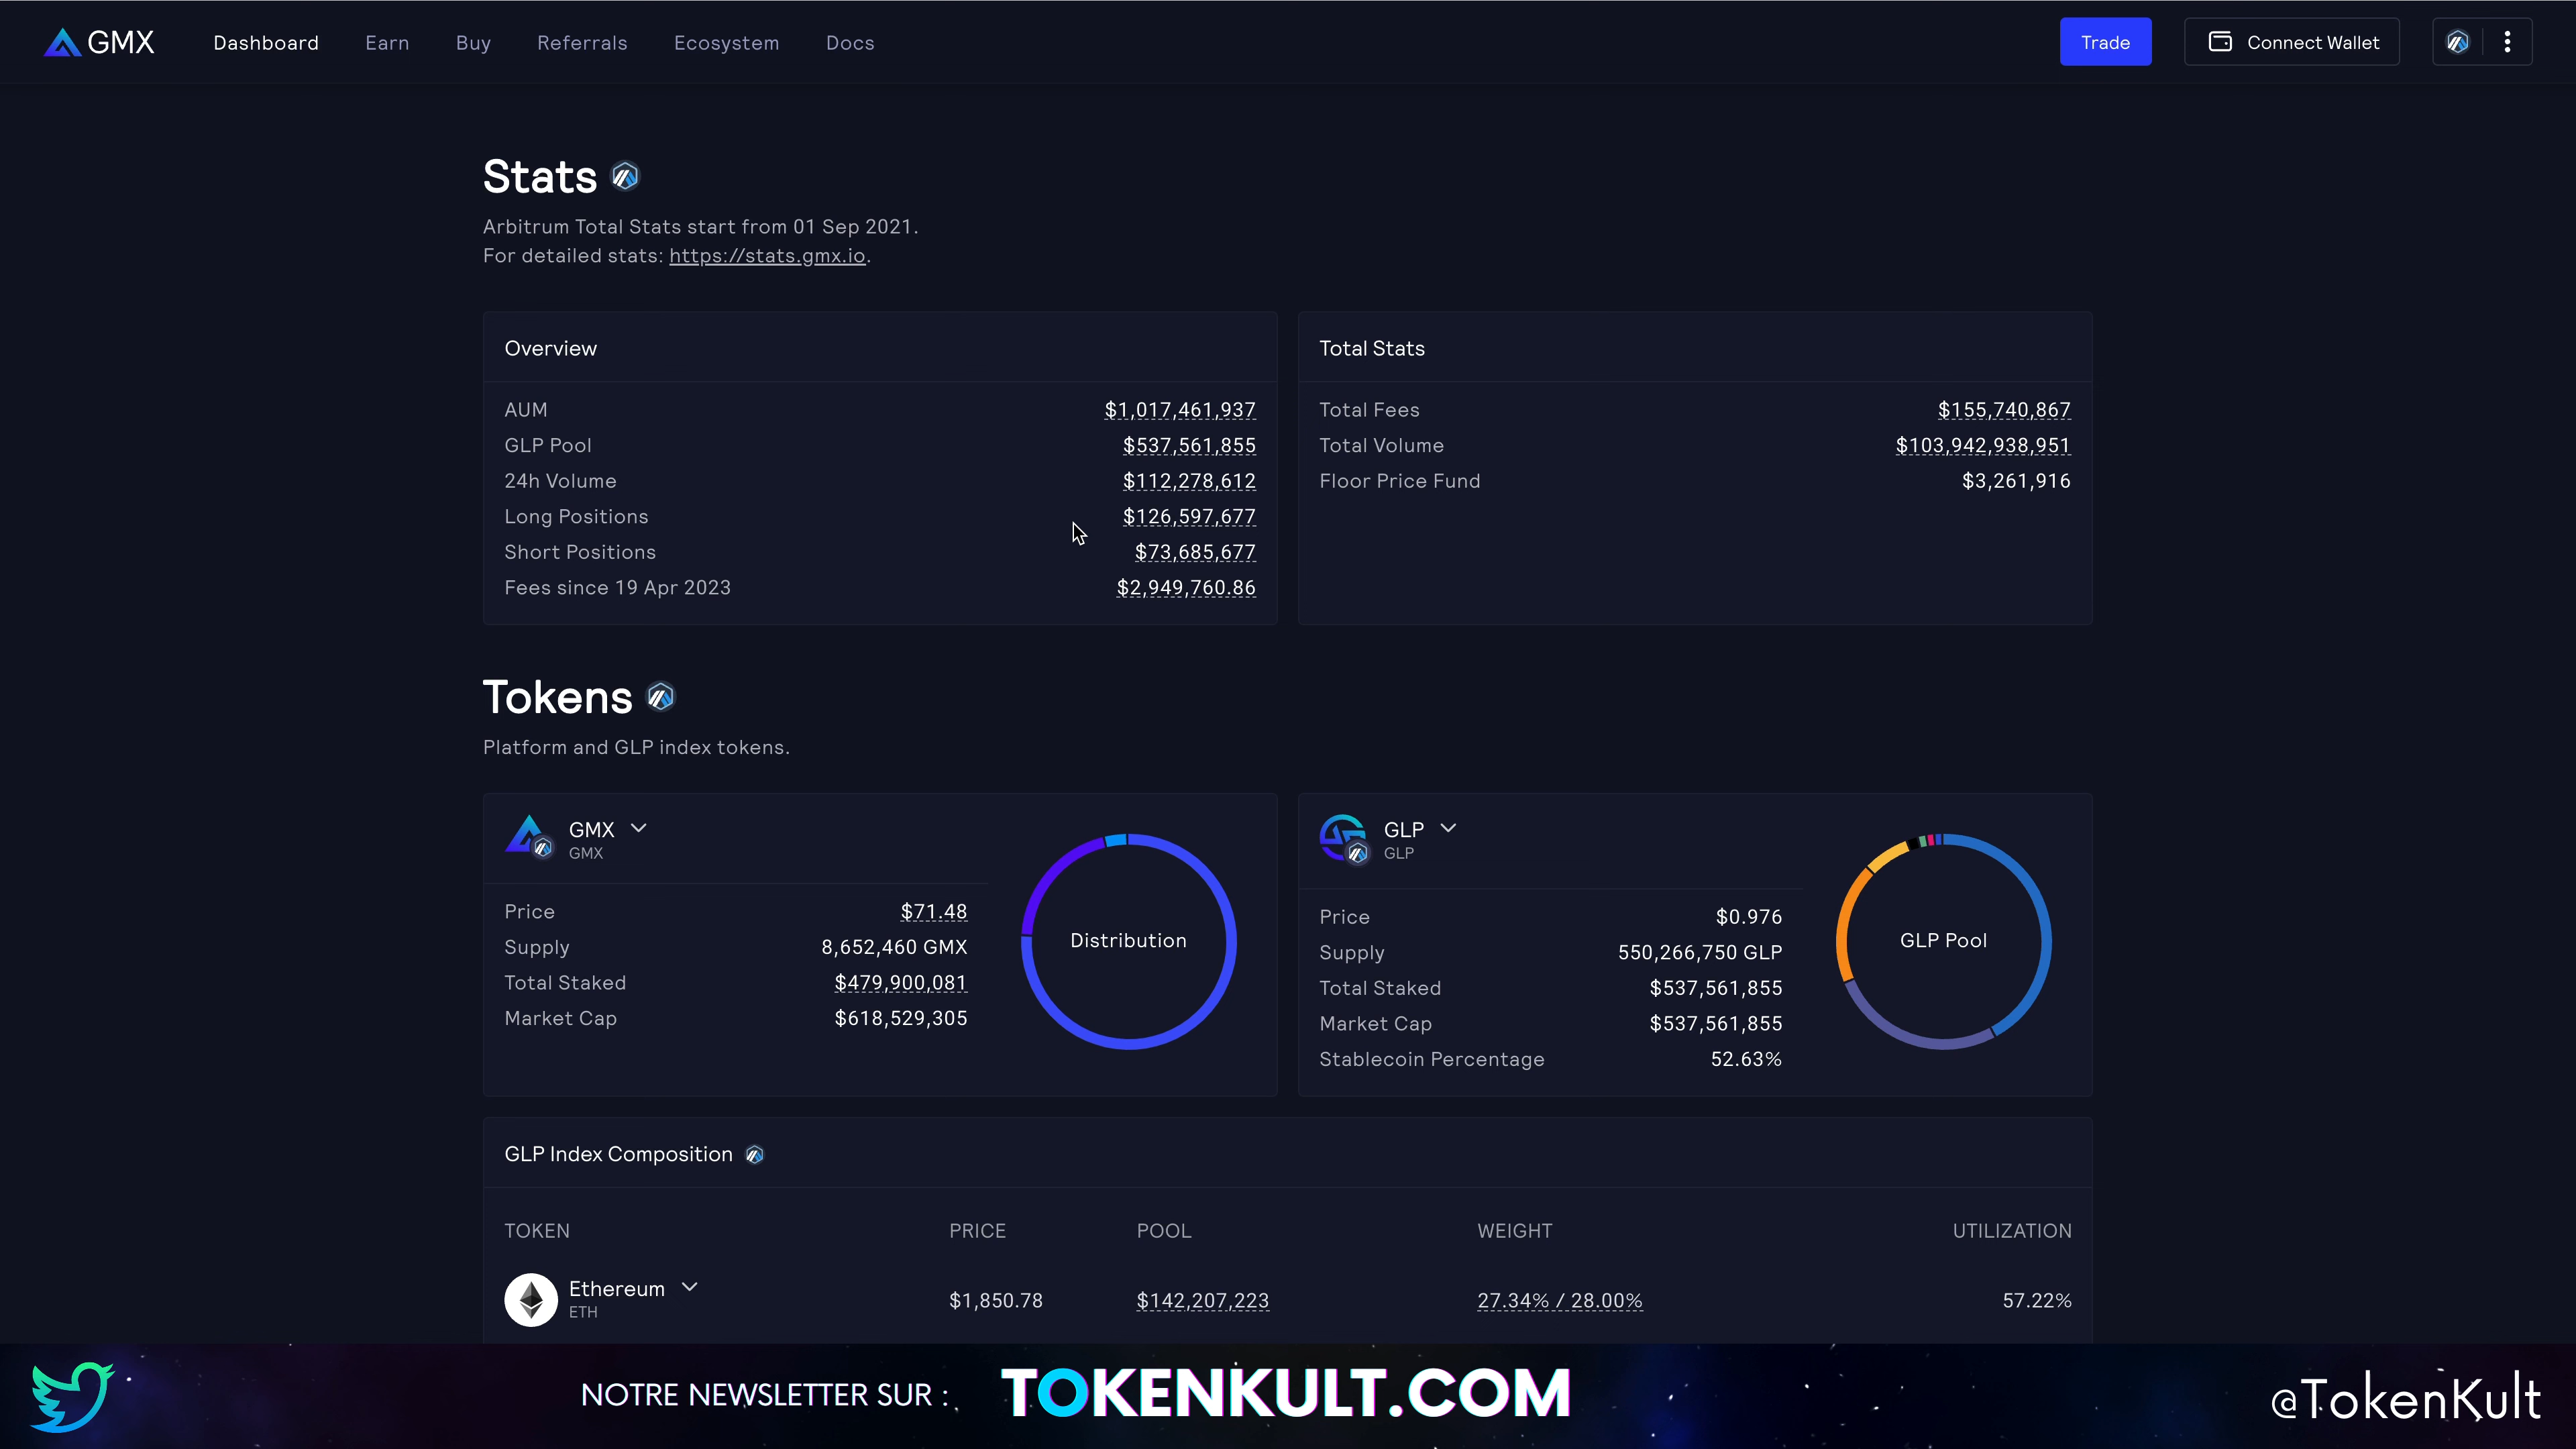 GMX
Dashboard
Earn
Buy
Referrals
Ecosystem
Docs
Trade
Connect Wallet
Stats
Arbitrum Total Stats start from 01 Sep 2021.
For detailed stats: https://stats.gmx.io.
Overview
AUM $1,017,461,937
GLP Pool $537,561,855
24h Volume $112,278,612
Long Positions $126,597,677
Short Positions $73,685,677
Fees since 19 Apr 2023 $2,949,760.86
Total Stats
Total Fees $155,740,867
Total Volume $103,942,938,951
Floor Price Fund $3,261,916
Tokens
Platform and GLP index tokens.
GMX
GMX
Price $71.48
Supply 8,652,460 GMX
Total Staked $479,900,081
Market Cap $618,529,305
Distribution
GLP
GLP
Price $0.976
Supply 550,266,750 GLP
Total Staked $537,561,855
Market Cap $537,561,855
Stablecoin Percentage 52.63%
GLP Pool
GLP Index Composition
TOKEN PRICE POOL WEIGHT UTILIZATION
Ethereum
ETH
$1,850.78 $142,207,223 27.34% / 28.00% 57.22%
NOTRE NEWSLETTER SUR :
TOKENKULT.COM
@TokenKult